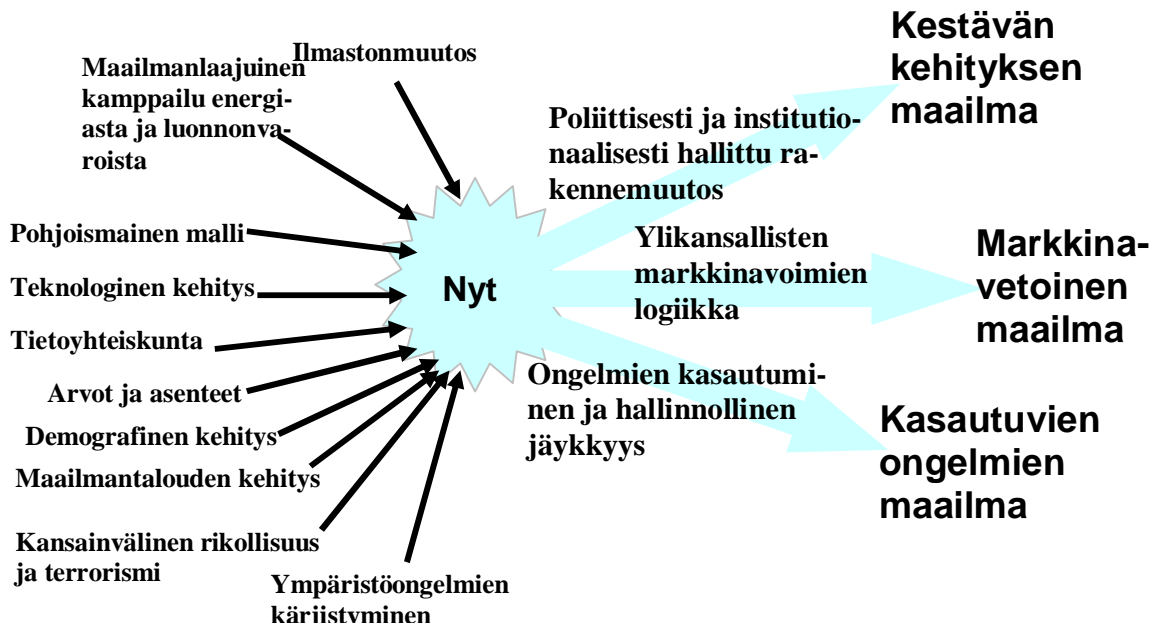 Ilmastonmuutos
Maailmanlaajuinen
kamppailu energi-
asta ja luonnonva-
roista
Pohjoismainen malli
Teknologinen kehitys
Tietoyhteiskunta
Arvot ja asenteet
Demografinen kehitys
Maailmantalouden kehitys
Kansainvälinen rikollisuus
ja terrorismi
Ympäristöongelmien
kärjistyminen
Nyt
Poliittisesti ja institutio-
naalisesti hallittu ra-
kennemuutos
Ylikansallisten
markkinavoimien
logiikka
Ongelmien kasautumi-
nen ja hallinnollinen
jäykkyys
Kestävän
kehityksen
maailma
Markkina-
vetoinen
maailma
Kasautuvien
ongelmien
maailma